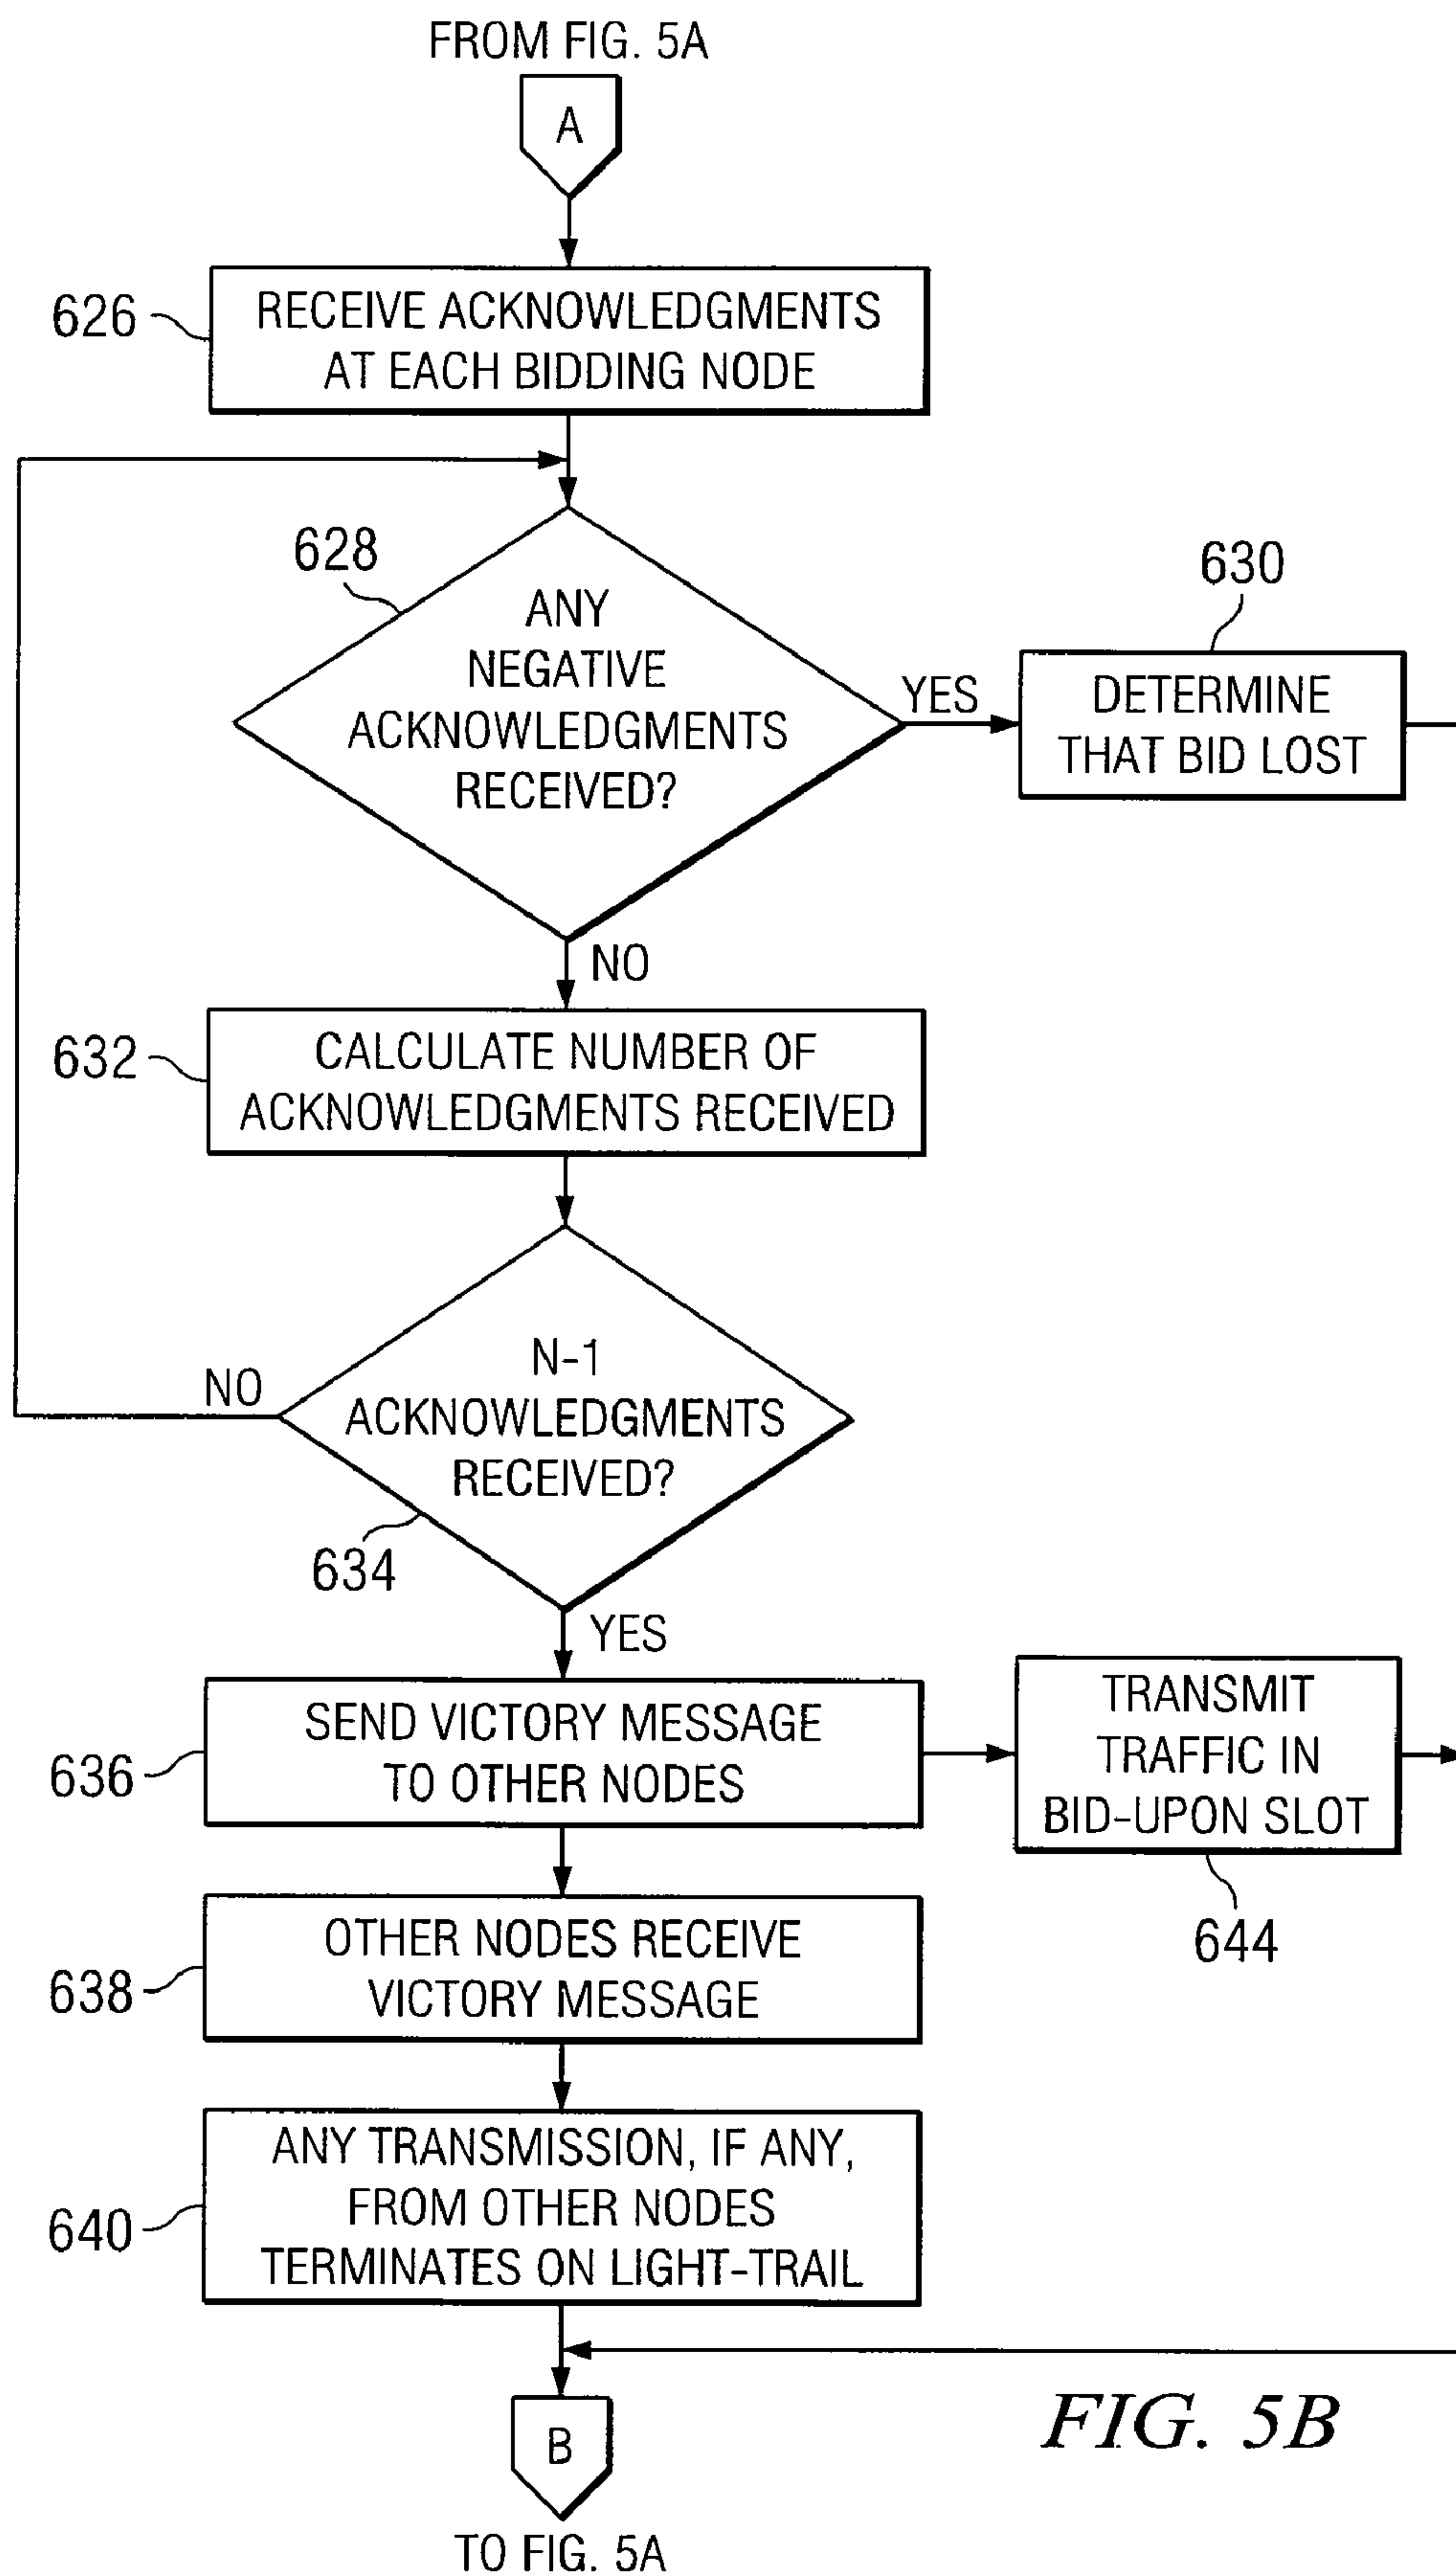 FROM FIG. 5A
A
626
RECEIVE ACKNOWLEDGMENTS
AT EACH BIDDING NODE
628
ANY
NEGATIVE
ACKNOWLEDGMENTS
RECEIVED?
YES
630
DETERMINE
THAT BID LOST
NO
632
CALCULATE NUMBER OF
ACKNOWLEDGMENTS RECEIVED
N-1
ACKNOWLEDGMENTS
RECEIVED?
NO
634
YES
636
SEND VICTORY MESSAGE
TO OTHER NODES
TRANSMIT
TRAFFIC IN
BID-UPON SLOT
644
638
OTHER NODES RECEIVE
VICTORY MESSAGE
640
ANY TRANSMISSION, IF ANY,
FROM OTHER NODES
TERMINATES ON LIGHT-TRAIL
B
TO FIG. 5A
FIG. 5B